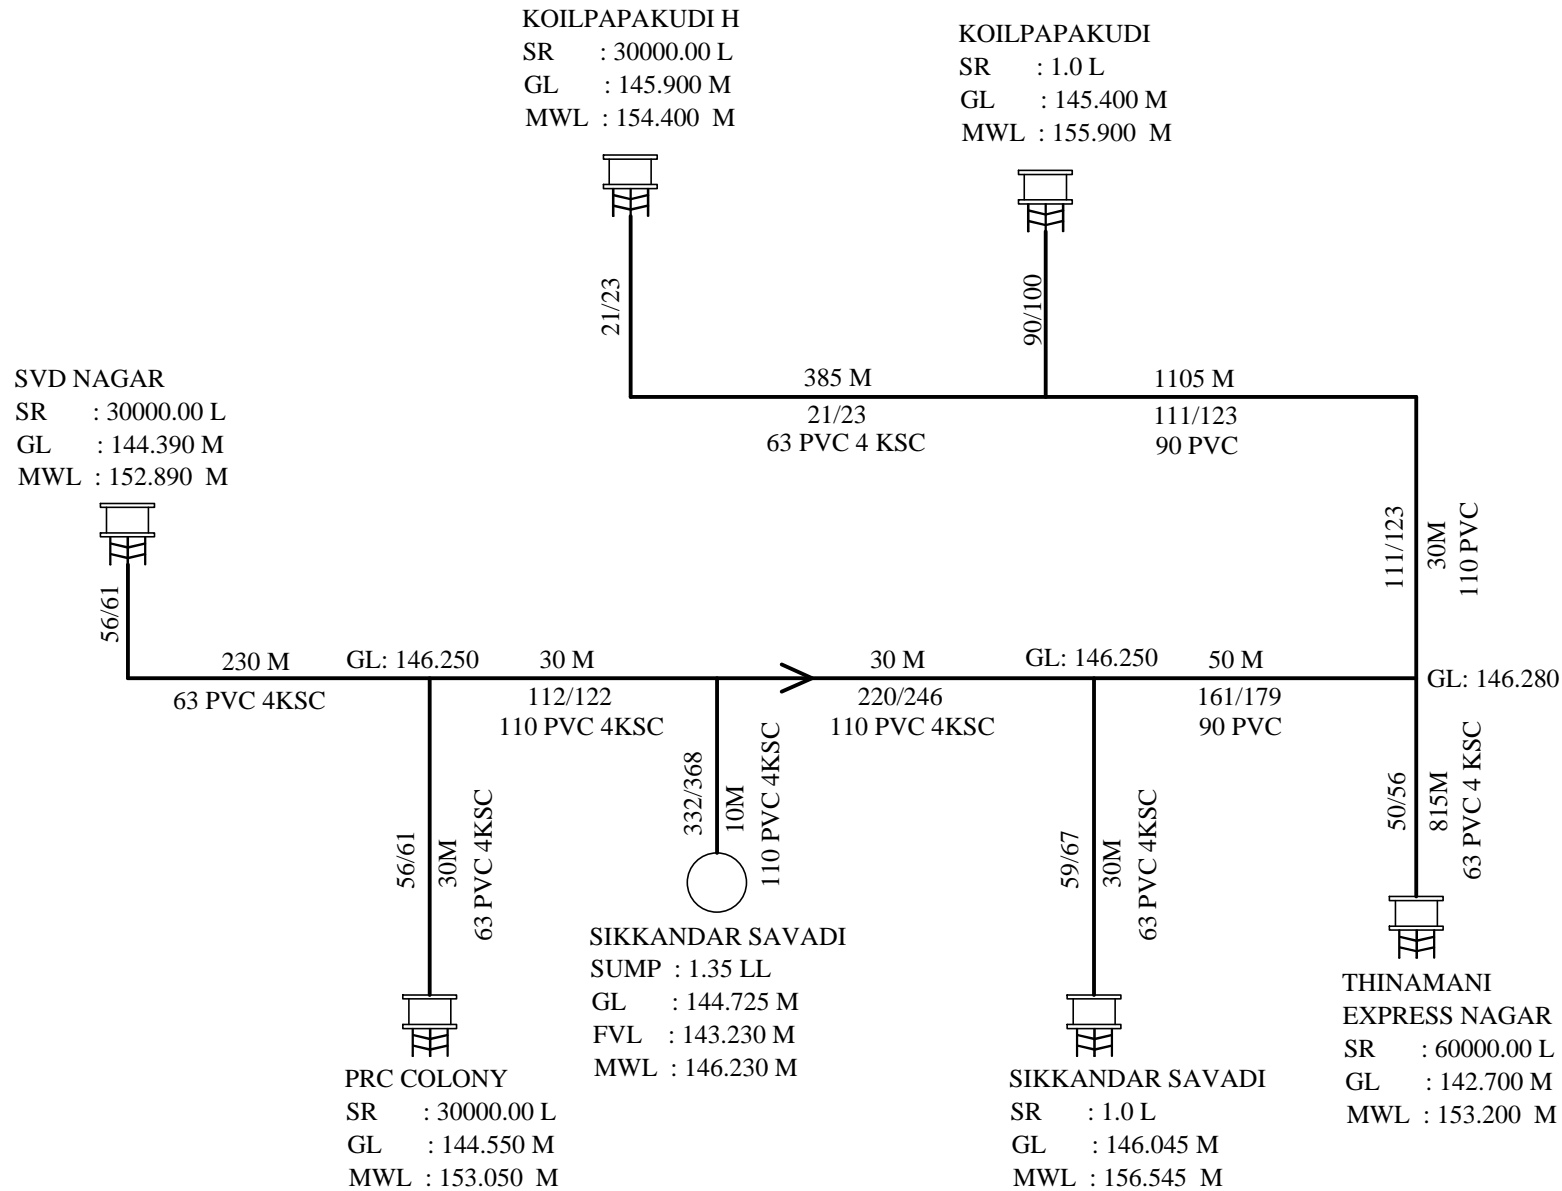 KOILPAPAKUDI H
SR : 30000.00 L
GL : 145.900 M
MWL : 154.400 M
KOILPAPAKUDI
SR : 1.0 L
GL : 145.400 M
MWL : 155.900 M
21/23
90/100
385 M
21/23
63 PVC 4 KSC
1105 M
111/123
90 PVC
SVD NAGAR
SR : 30000.00 L
GL : 144.390 M
MWL : 152.890 M
56/61
111/123
30M
110 PVC
230 M
63 PVC 4KSC
GL: 146.250
30 M
112/122
110 PVC 4KSC
30 M
220/246
110 PVC 4KSC
GL: 146.250
50 M
161/179
90 PVC
GL: 146.280
56/61
30M
63 PVC 4KSC
332/368
10M
110 PVC 4KSC
59/67
30M
63 PVC 4KSC
50/56
815M
63 PVC 4 KSC
SIKKANDAR SAVADI
SUMP : 1.35 LL
GL : 144.725 M
FVL : 143.230 M
MWL : 146.230 M
THINAMANI
EXPRESS NAGAR
SR : 60000.00 L
GL : 142.700 M
MWL : 153.200 M
PRC COLONY
SR : 30000.00 L
GL : 144.550 M
MWL : 153.050 M
SIKKANDAR SAVADI
SR : 1.0 L
GL : 146.045 M
MWL : 156.545 M